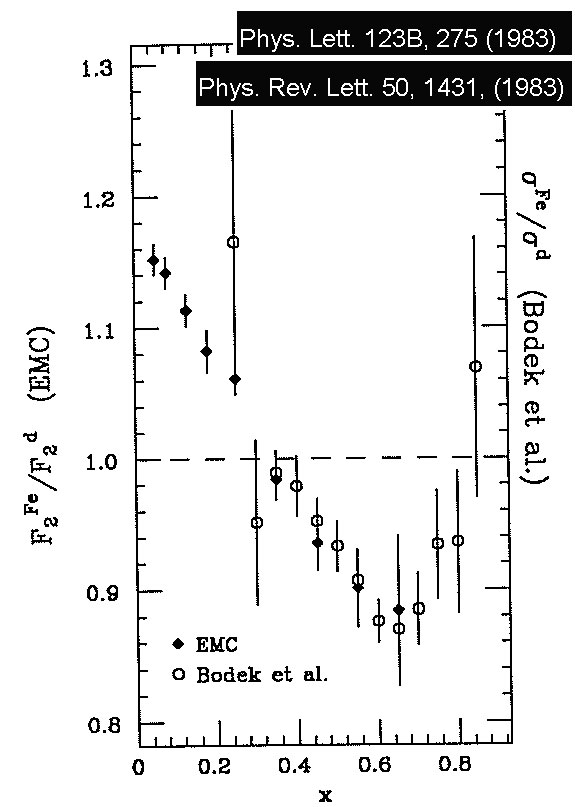 Phys. Lett. 123B, 275 (1983)
Phys. Rev. Lett. 50, 1431, (1983)
1.3
1.2
1.1
1.0
0.9
0.8
F₂ᶠᵉ/F₂ᵈ (EMC)
σᶠᵉ/σᵈ (Bodek et al.)
EMC
Bodek et al.
0
0.2
0.4
0.6
0.8
x